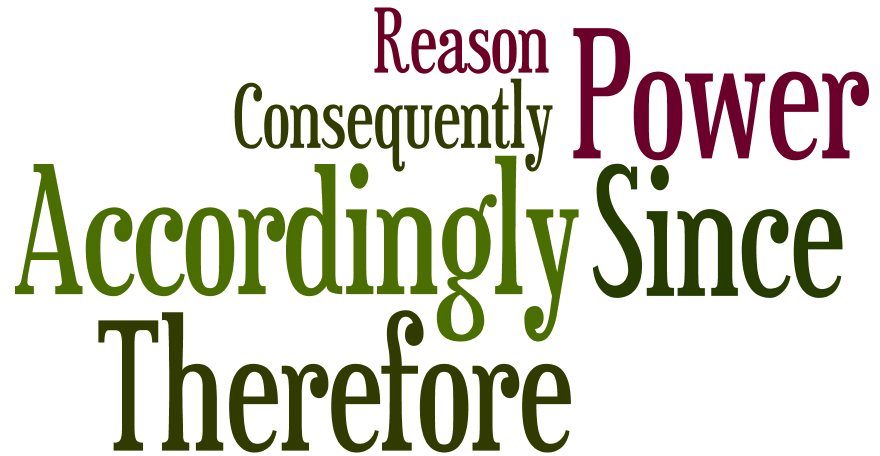 Reason
Power
Consequently
Accordingly
Since
Therefore